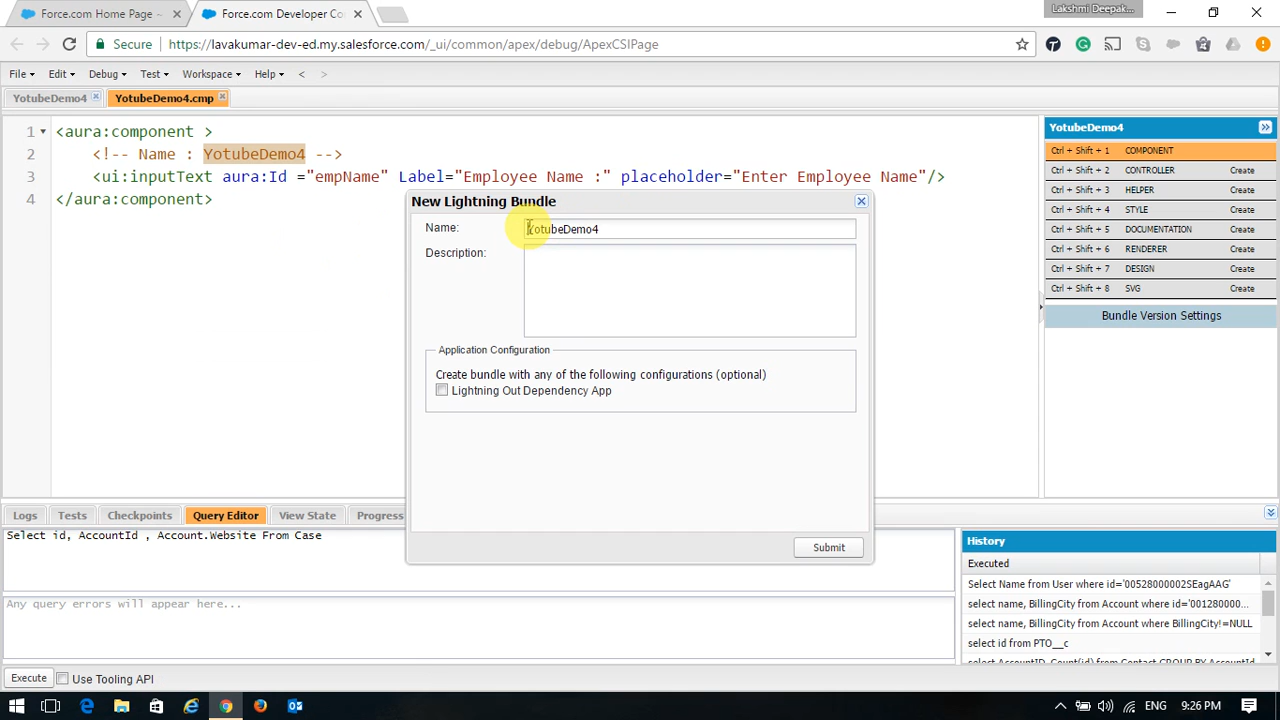 Force.com Home Page ~
Force.com Developer Co
Lakshmi Deepak...
Secure
https://lavakumar-dev-ed.my.salesforce.com/_ui/common/apex/debug/ApexCSIPage
File Edit Debug Test Workspace Help < >
YotubeDemo4
YotubeDemo4.cmp
1 <aura:component >
2 <!-- Name : YotubeDemo4 -->
3 <ui:inputText aura:Id ="empName" Label="Employee Name :" placeholder="Enter Employee Name"/>
4 </aura:component>
YotubeDemo4
Ctrl + Shift + 1 COMPONENT
Ctrl + Shift + 2 CONTROLLER Create
Ctrl + Shift + 3 HELPER Create
Ctrl + Shift + 4 STYLE Create
Ctrl + Shift + 5 DOCUMENTATION Create
Ctrl + Shift + 6 RENDERER Create
Ctrl + Shift + 7 DESIGN Create
Ctrl + Shift + 8 SVG Create
Bundle Version Settings
New Lightning Bundle
Name: YotubeDemo4
Description:
Application Configuration
Create bundle with any of the following configurations (optional)
Lightning Out Dependency App
Submit
Logs Tests Checkpoints Query Editor View State Progress
Select id, AccountId , Account.Website From Case
Any query errors will appear here...
History
Executed
Select Name from User where id='00528000002SEagAAG'
select name, BillingCity from Account where id='001280000...
select name, BillingCity from Account where BillingCity!=NULL
select id from PTO__c
select AccountID, Count(id) from Contact GROUP BY AccountId
Execute
Use Tooling API
ENG 9:26 PM